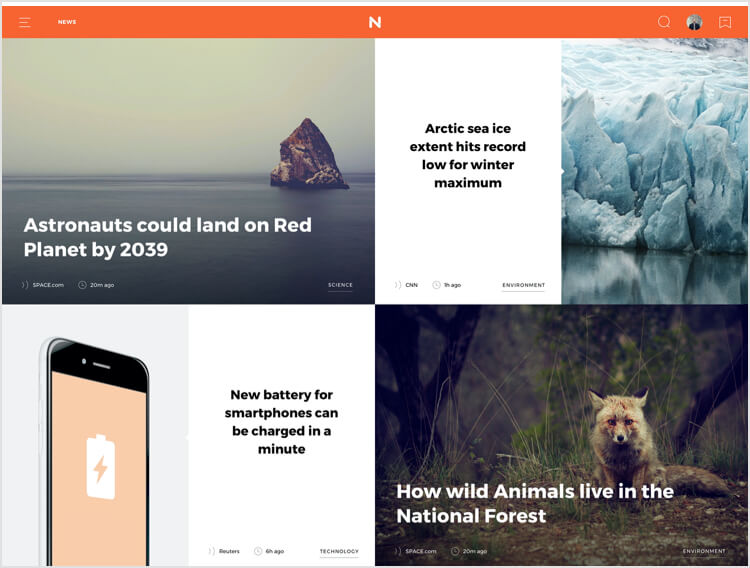 NEWS
N
Astronauts could land on Red
Planet by 2039
SPACE.com 20m ago SCIENCE
Arctic sea ice
extent hits record
low for winter
maximum
CNN 1h ago ENVIRONMENT
New battery for
smartphones can
be charged in a
minute
Reuters 6h ago TECHNOLOGY
How wild Animals live in the
National Forest
SPACE.com 20m ago ENVIRONMENT